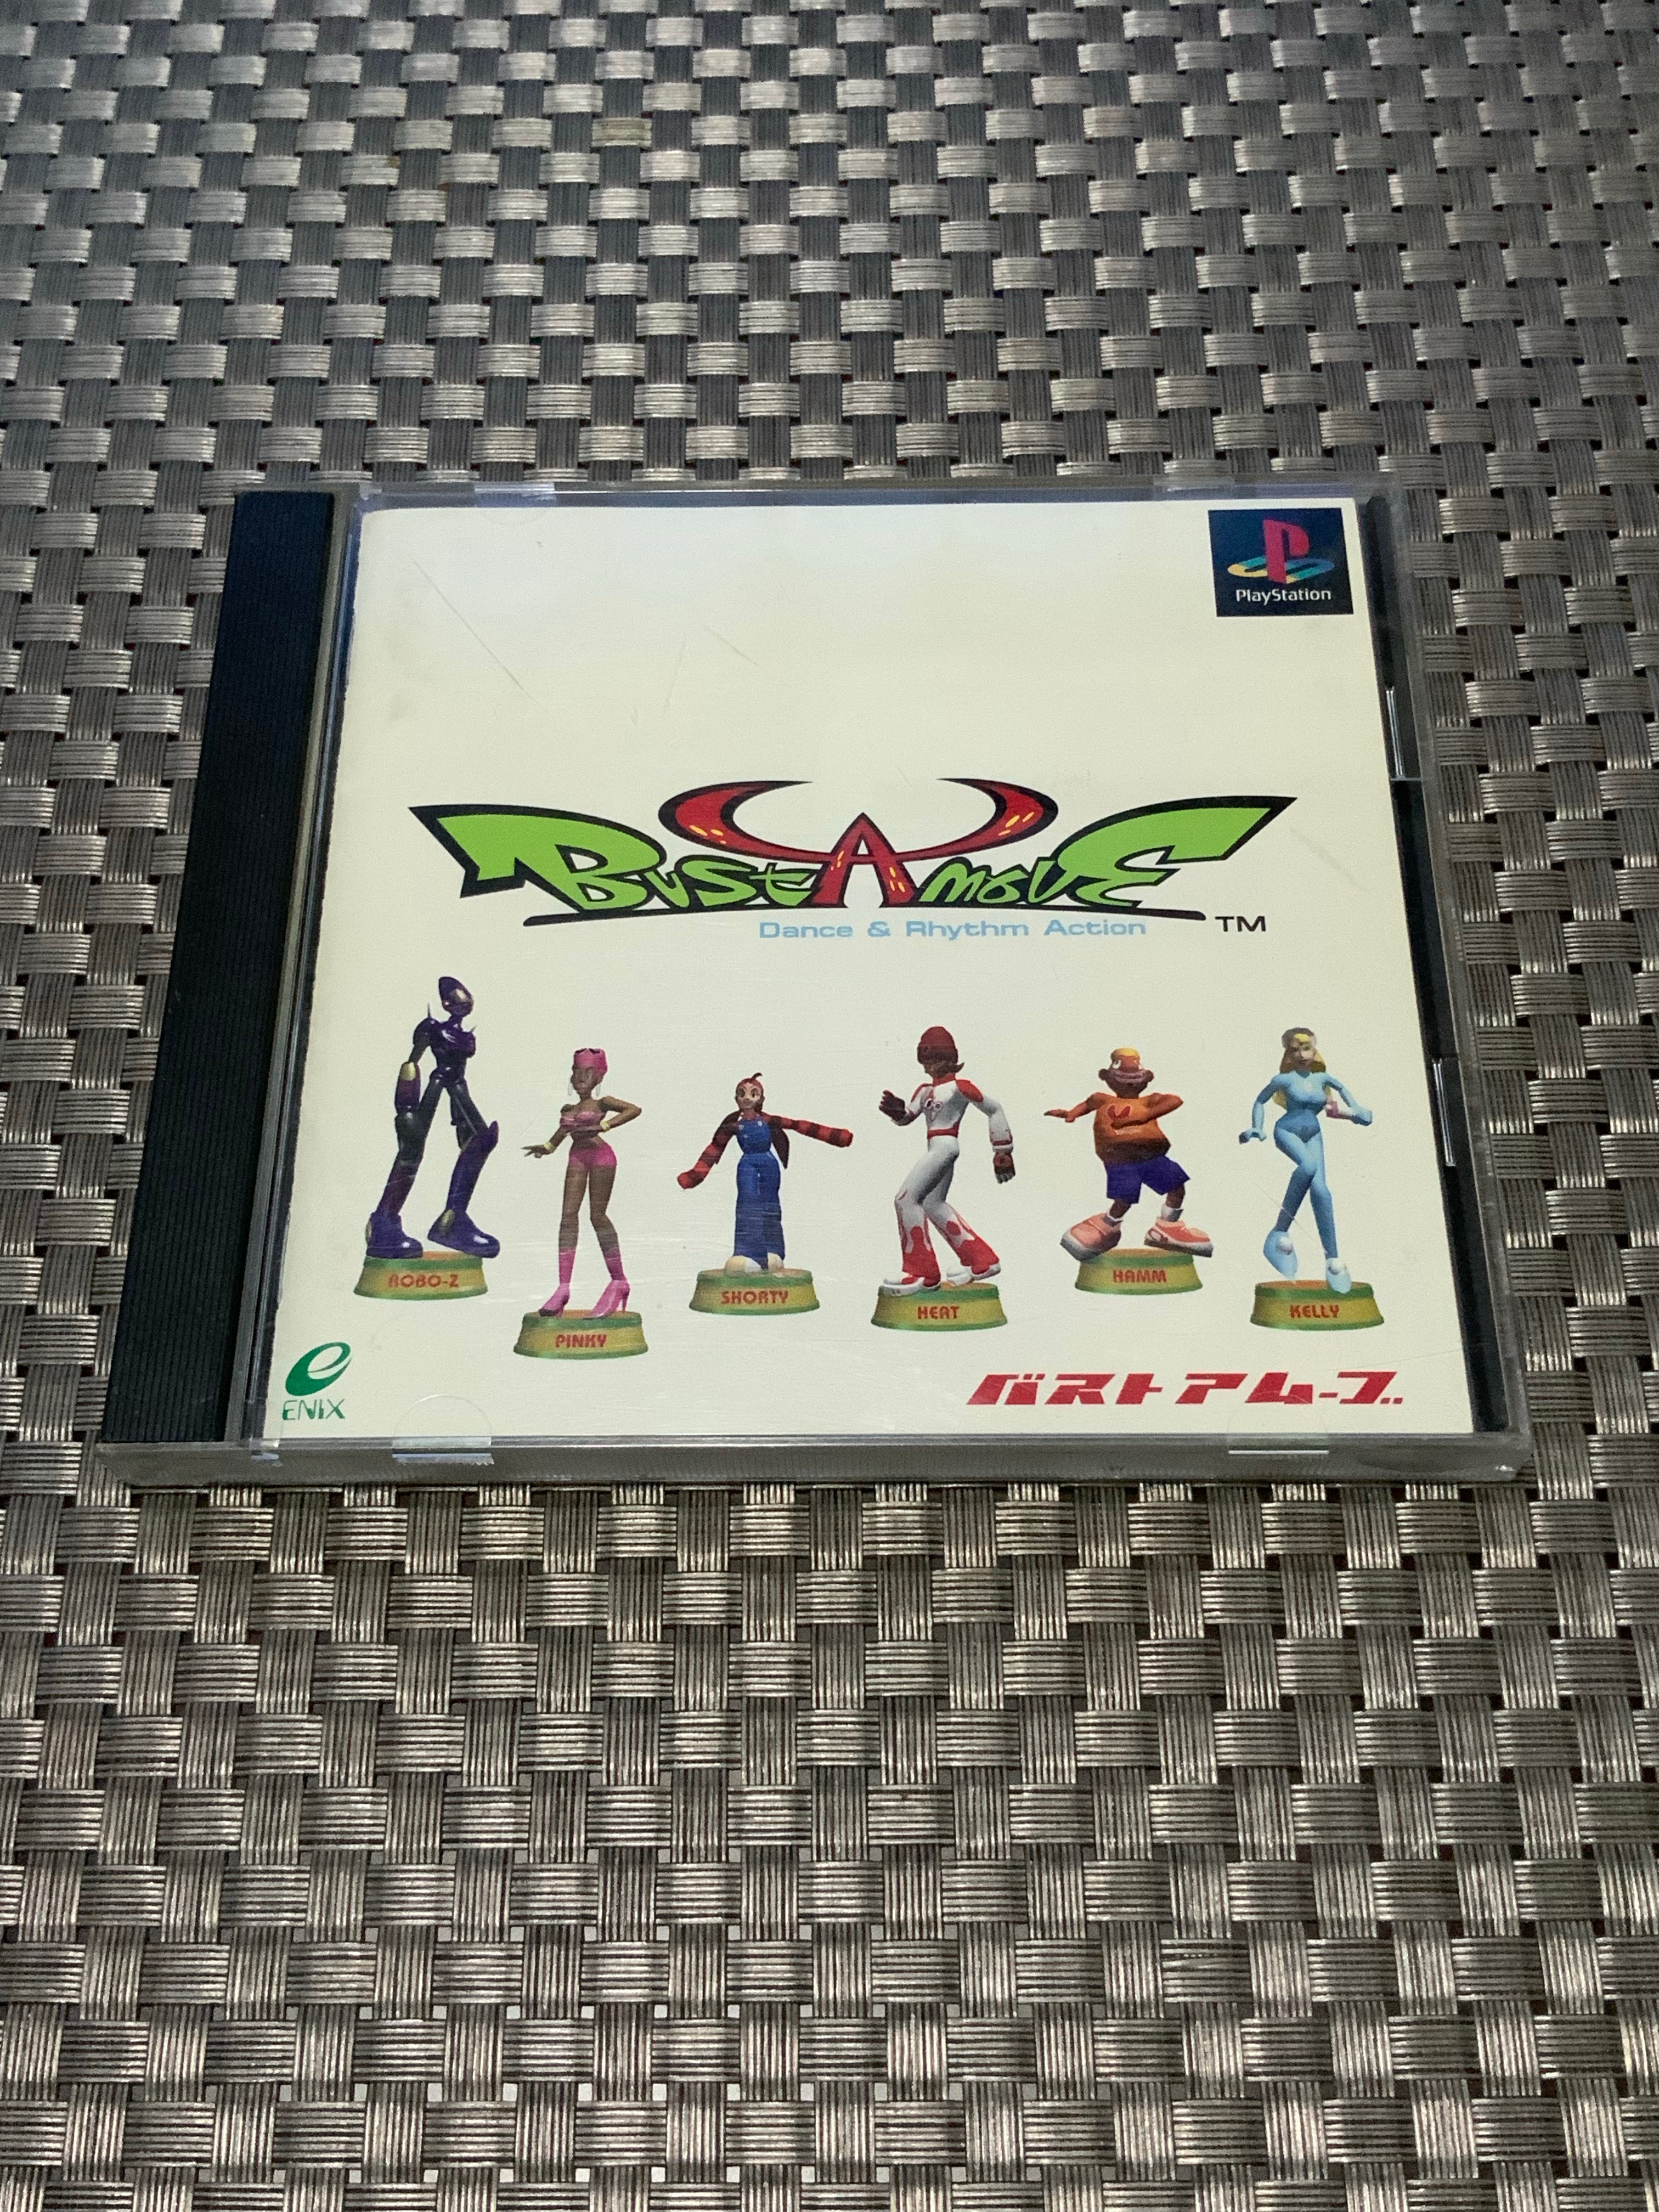 PlayStation
BUST A MOVE
Dance & Rhythm Action
TM
ROBO-Z
PINKY
SHORTY
HEAT
HAMM
KELLY
ENIX
バスト ア ムーブ